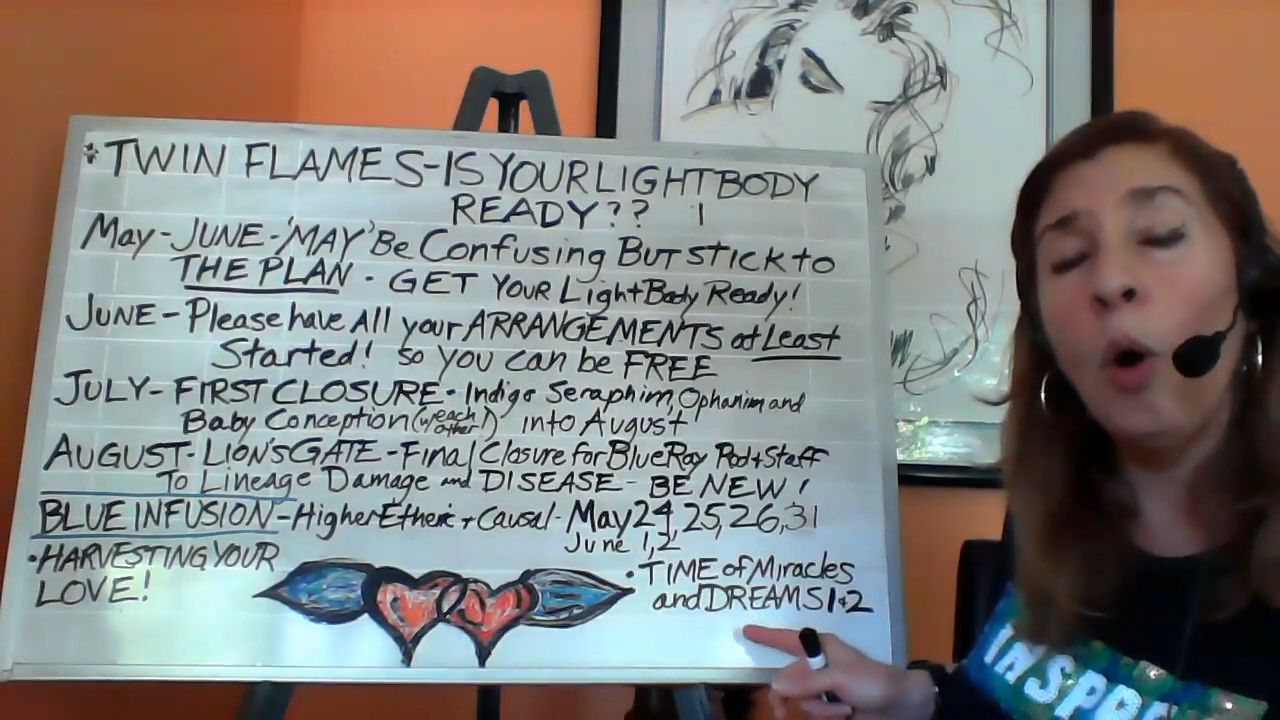 * TWIN FLAMES-IS YOUR LIGHTBODY
READY??
May-JUNE-'MAY' Be Confusing But STICK to
THE PLAN - GET YOUR LightBody Ready!
JUNE-Please have All your ARRANGEMENTS at Least
Started! so you can be FREE
JULY-FIRST CLOSURE-Indigo Seraphim, Ophanim and
Baby Conception (w/each other!) into August
AUGUST-LION'S GATE-Final Closure for Blue Ray Rod + Staff
To Lineage Damage and DISEASE - BE NEW!
BLUE INFUSION-Higher Etheric + Causal-May 24, 25, 26, 31
June 1, 2
•HARVESTING YOUR
LOVE!
•TIME of Miracles
and DREAMS 1+2
INSPR